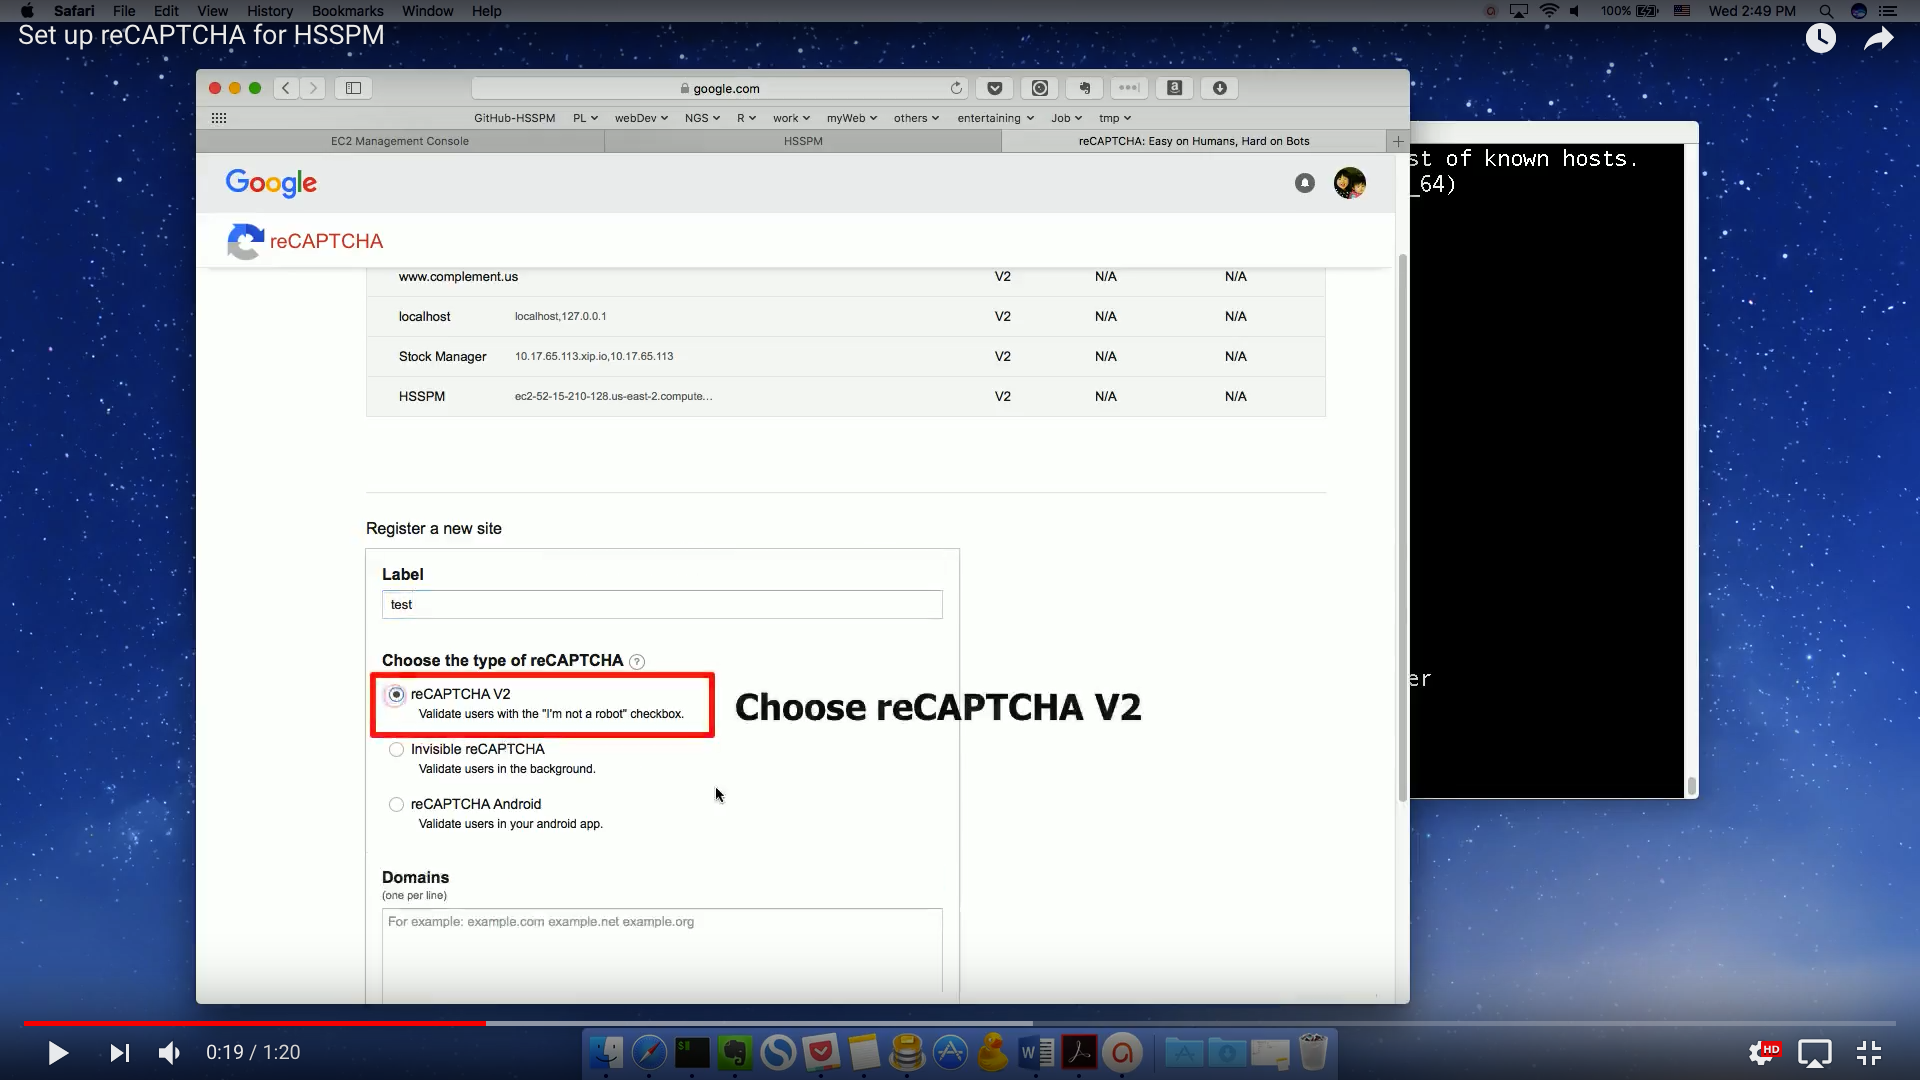 Safari File Edit View History Bookmarks Window Help 100% Wed 2:49 PM
Set up reCAPTCHA for HSSPM
google.com
GitHub-HSSPM PL webDev NGS R work myWeb others entertaining Job tmp
EC2 Management Console HSSPM reCAPTCHA: Easy on Humans, Hard on Bots
st of known hosts.
_64)
Google
reCAPTCHA
www.complement.us V2 N/A N/A
localhost localhost,127.0.0.1 V2 N/A N/A
Stock Manager 10.17.65.113.xip.io,10.17.65.113 V2 N/A N/A
HSSPM ec2-52-15-210-128.us-east-2.compute... V2 N/A N/A
Register a new site
Label
test
Choose the type of reCAPTCHA ?
er
reCAPTCHA V2
Validate users with the "I'm not a robot" checkbox.
Choose reCAPTCHA V2
Invisible reCAPTCHA
Validate users in the background.
reCAPTCHA Android
Validate users in your android app.
Domains
(one per line)
For example: example.com example.net example.org
0:19 / 1:20
HD